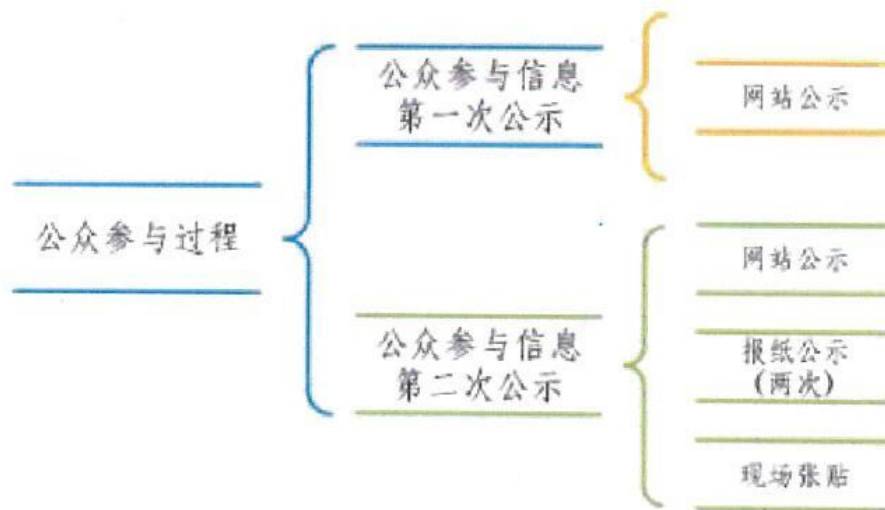 公众参与过程
公众参与信息
第一次公示
网站公示
公众参与信息
第二次公示
网站公示
报纸公示
(两次)
现场张贴